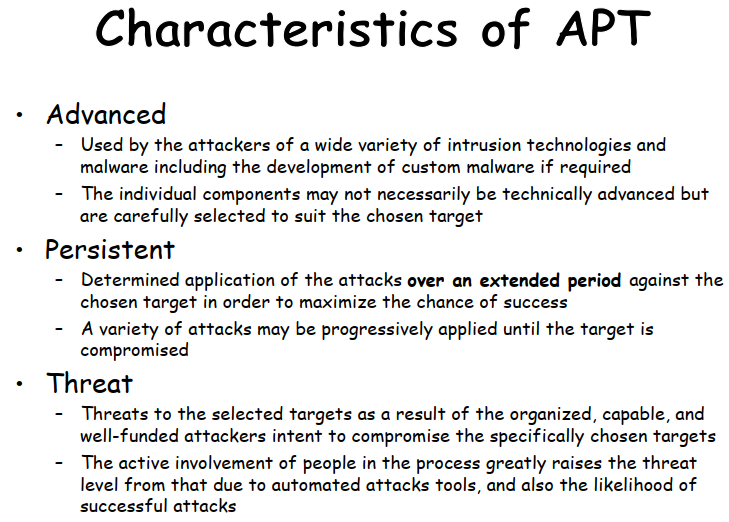 Characteristics of APT
• Advanced
– Used by the attackers of a wide variety of intrusion technologies and
malware including the development of custom malware if required
– The individual components may not necessarily be technically advanced but
are carefully selected to suit the chosen target
• Persistent
– Determined application of the attacks over an extended period against the
chosen target in order to maximize the chance of success
– A variety of attacks may be progressively applied until the target is
compromised
• Threat
– Threats to the selected targets as a result of the organized, capable, and
well-funded attackers intent to compromise the specifically chosen targets
– The active involvement of people in the process greatly raises the threat
level from that due to automated attacks tools, and also the likelihood of
successful attacks